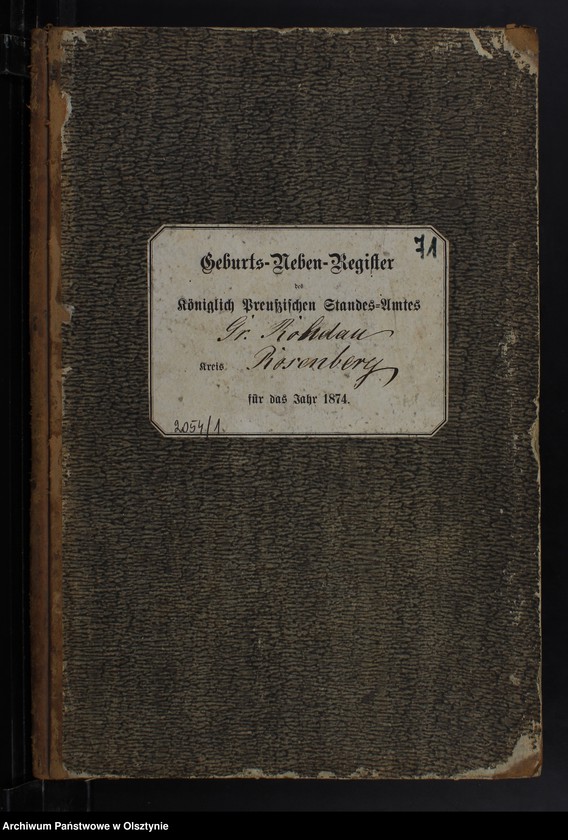 71
Geburts-Neben-Register
des
Königlich Preußischen Standes-Amtes
Gr. Rohdau
Kreis Rosenberg
für das Jahr 1874.
2054/1.
Archiwum Państwowe w Olsztynie